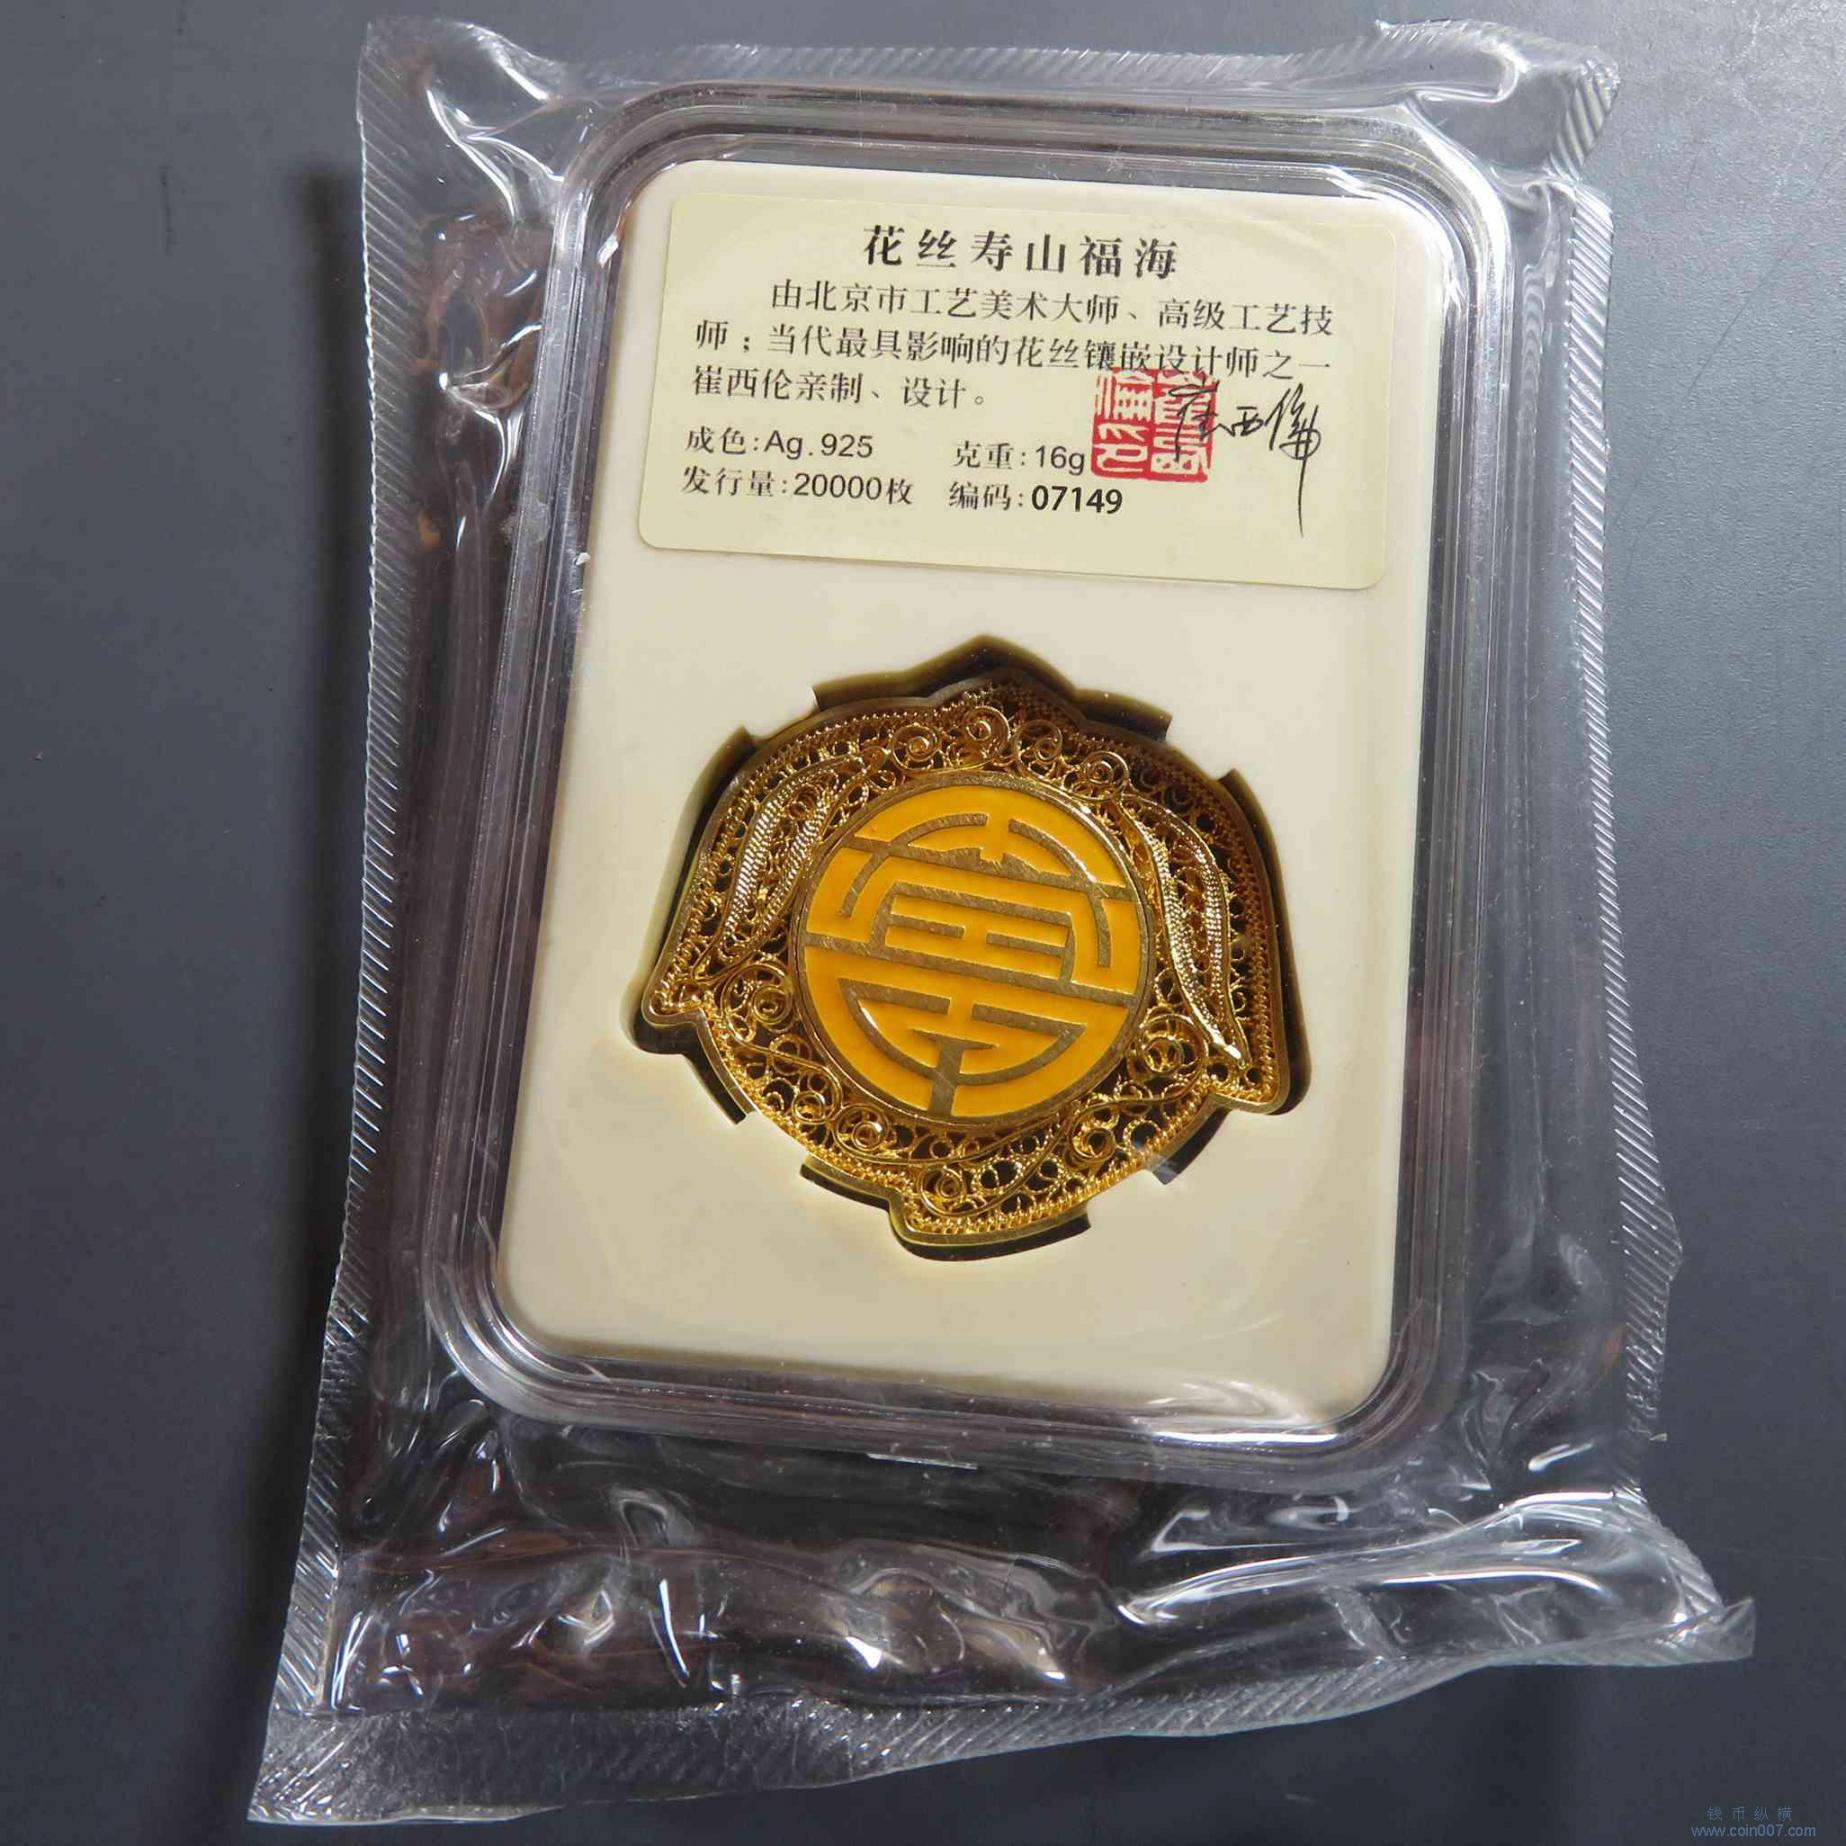 花丝寿山福海
由北京市工艺美术大师、高级工艺技
师；当代最具影响的花丝镶嵌设计师之一
崔西伦亲制、设计。
成色:Ag.925 克重:16g
发行量:20000枚 编码:07149
崔西倫
钱币纵横
www.coin007.com